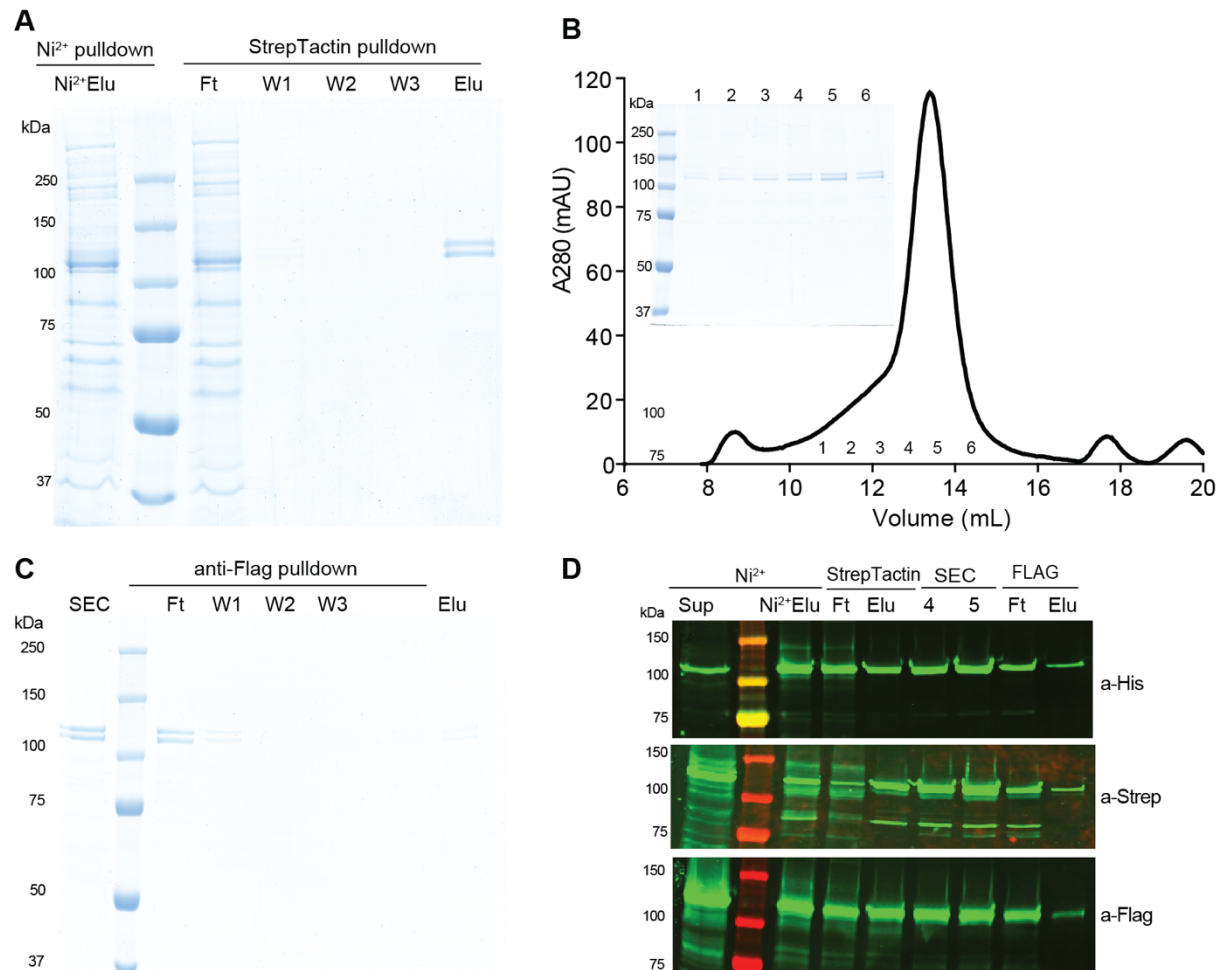 A
Ni²⁺ pulldown StrepTactin pulldown
Ni²⁺Elu Ft W1 W2 W3 Elu
kDa
250
150
100
75
50
37
B
120
100
80
60
40
20
0
A280 (mAU)
kDa 1 2 3 4 5 6
250
150
100
75
50
37
100
75
1 2 3 4 5 6
6 8 10 12 14 16 18 20
Volume (mL)
C
anti-Flag pulldown
SEC Ft W1 W2 W3 Elu
kDa
250
150
100
75
50
37
D
Ni²⁺ StrepTactin SEC FLAG
Sup Ni²⁺Elu Ft Elu 4 5 Ft Elu
kDa
150
100
75
a-His
150
100
75
a-Strep
150
100
75
a-Flag